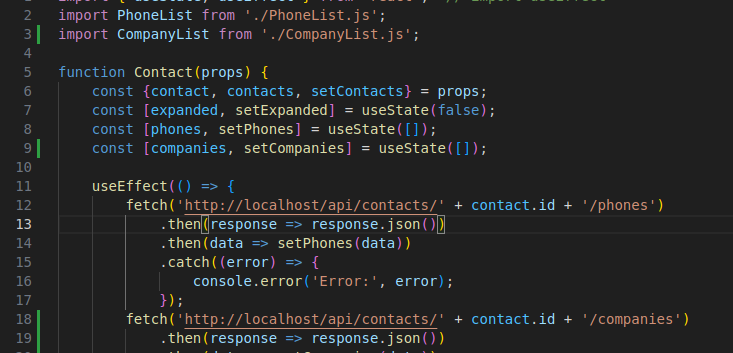 2 import PhoneList from './PhoneList.js';
3 import CompanyList from './CompanyList.js';
4
5 function Contact(props) {
6     const {contact, contacts, setContacts} = props;
7     const [expanded, setExpanded] = useState(false);
8     const [phones, setPhones] = useState([]);
9     const [companies, setCompanies] = useState([]);
10
11     useEffect(() => {
12         fetch('http://localhost/api/contacts/' + contact.id + '/phones')
13             .then(response => response.json())
14             .then(data => setPhones(data))
15             .catch((error) => {
16                 console.error('Error:', error);
17             });
18         fetch('http://localhost/api/contacts/' + contact.id + '/companies')
19             .then(response => response.json())